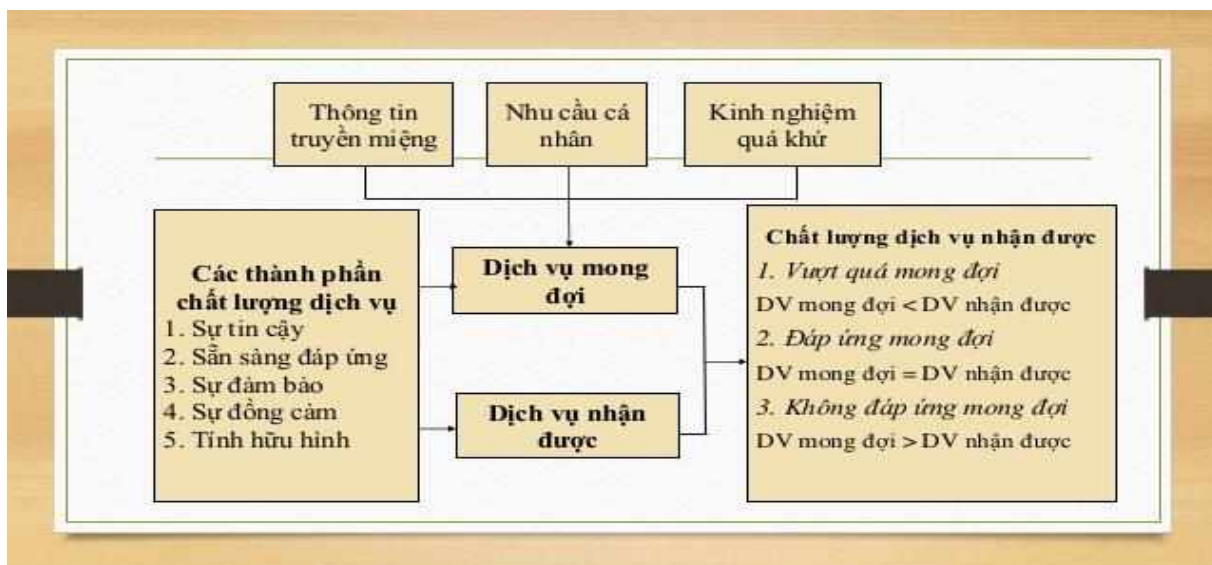 Thông tin
truyền miệng
Nhu cầu cá
nhân
Kinh nghiệm
quá khứ
Các thành phần
chất lượng dịch vụ
1. Sự tin cậy
2. Sẵn sàng đáp ứng
3. Sự đảm bảo
4. Sự đồng cảm
5. Tính hữu hình
Dịch vụ mong
đợi
Dịch vụ nhận
được
Chất lượng dịch vụ nhận được
1. Vượt quá mong đợi
DV mong đợi < DV nhận được
2. Đáp ứng mong đợi
DV mong đợi = DV nhận được
3. Không đáp ứng mong đợi
DV mong đợi > DV nhận được